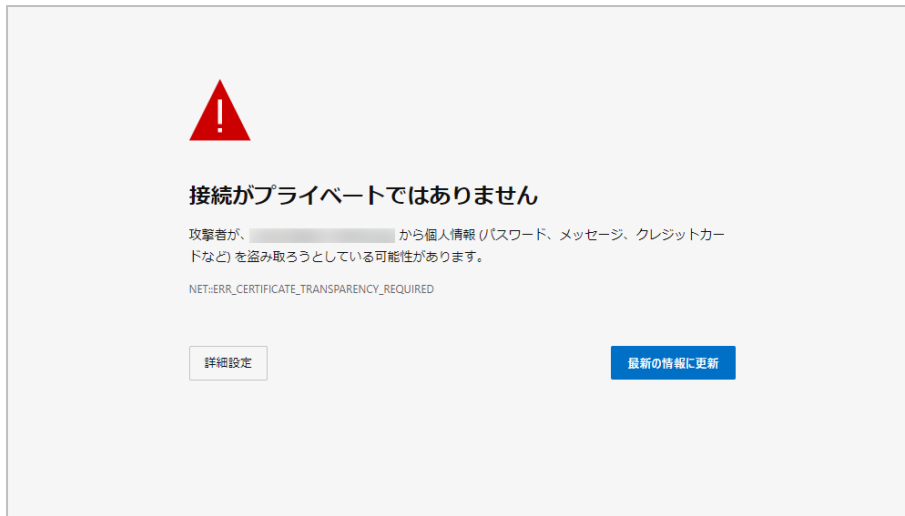 接続がプライベートではありません
攻撃者が、 から個人情報 (パスワード、メッセージ、クレジットカー
ドなど) を盗み取ろうとしている可能性があります。
NET::ERR_CERTIFICATE_TRANSPARENCY_REQUIRED
詳細設定
最新の情報に更新